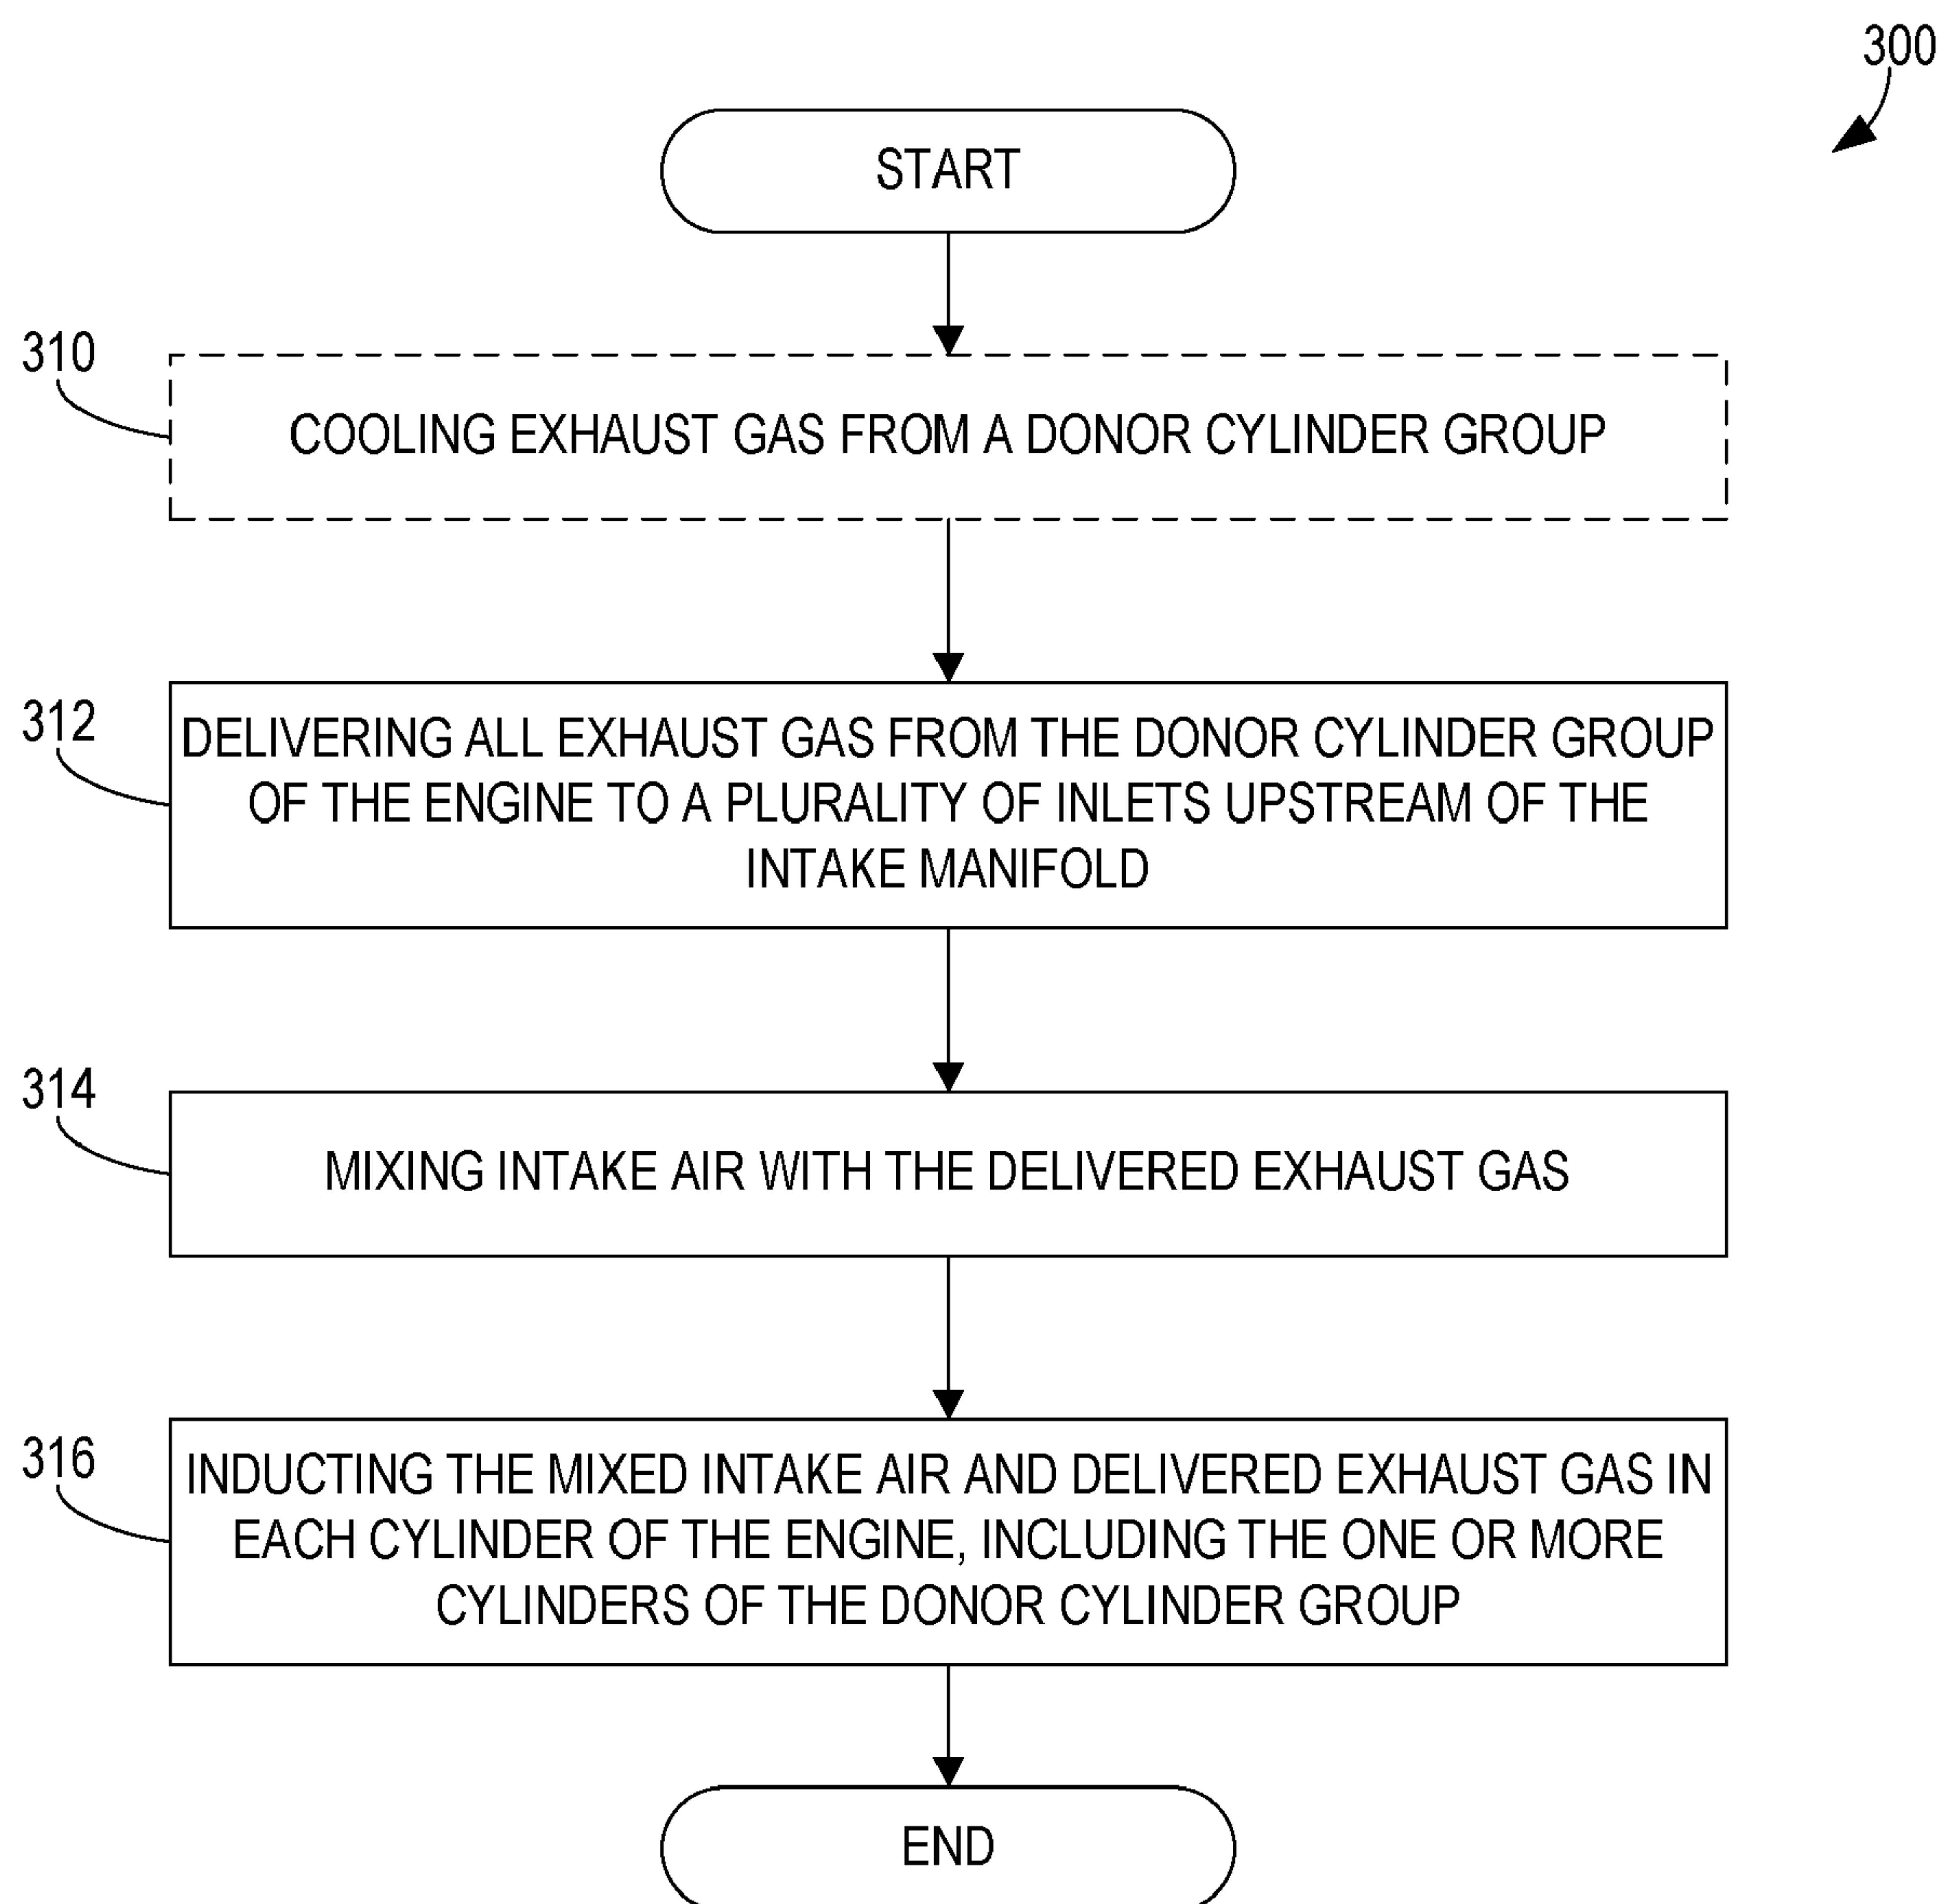 300
START
310
COOLING EXHAUST GAS FROM A DONOR CYLINDER GROUP
312
DELIVERING ALL EXHAUST GAS FROM THE DONOR CYLINDER GROUP
OF THE ENGINE TO A PLURALITY OF INLETS UPSTREAM OF THE
INTAKE MANIFOLD
314
MIXING INTAKE AIR WITH THE DELIVERED EXHAUST GAS
316
INDUCTING THE MIXED INTAKE AIR AND DELIVERED EXHAUST GAS IN
EACH CYLINDER OF THE ENGINE, INCLUDING THE ONE OR MORE
CYLINDERS OF THE DONOR CYLINDER GROUP
END